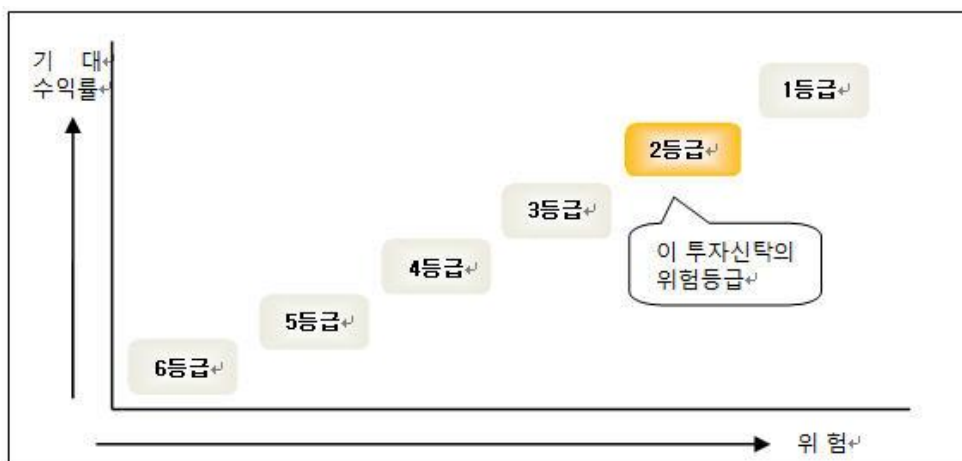 기 대
수익률
1등급
2등급
3등급
이 투자신탁의
위험등급
4등급
5등급
6등급
위 험